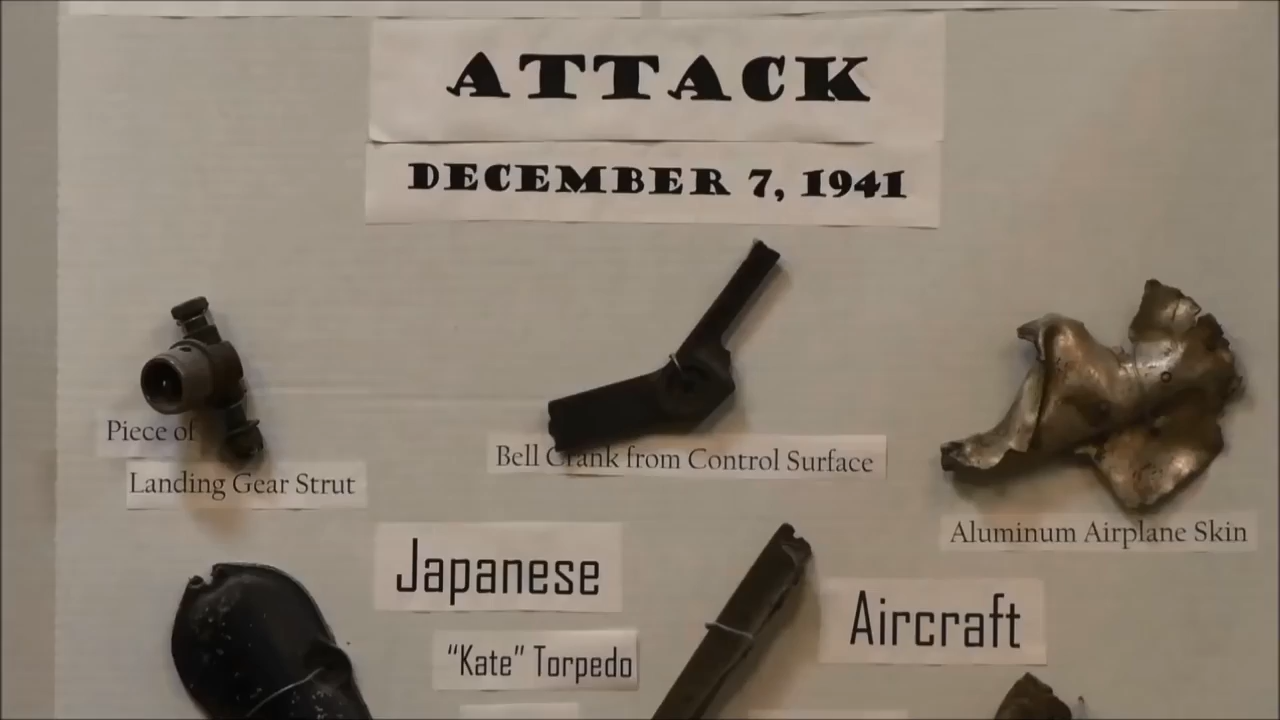 ATTACK
DECEMBER 7, 1941
Piece of
Landing Gear Strut
Bell Crank from Control Surface
Aluminum Airplane Skin
Japanese
Aircraft
"Kate" Torpedo